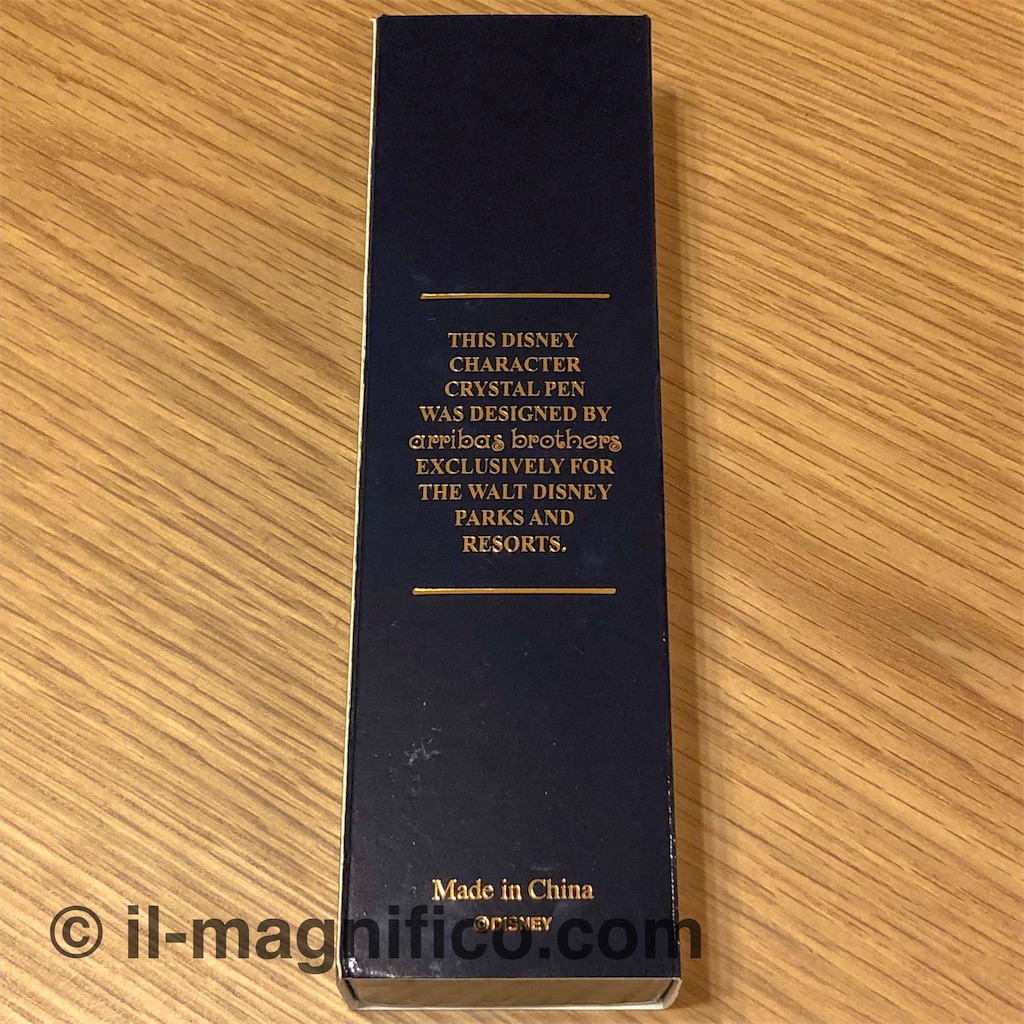 THIS DISNEY
CHARACTER
CRYSTAL PEN
WAS DESIGNED BY
arribas brothers
EXCLUSIVELY FOR
THE WALT DISNEY
PARKS AND
RESORTS.
Made in China
©DISNEY
© il-magnifico.com